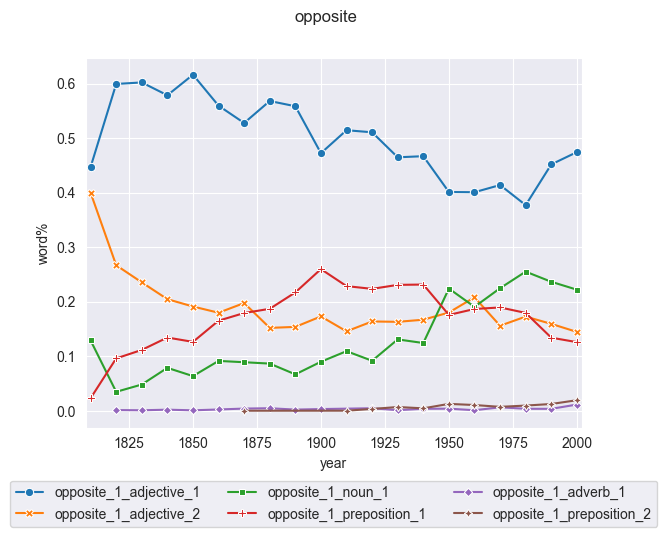 opposite
0.6
0.5
0.4
0.3
0.2
0.1
0.0
word%
1825 1850 1875 1900 1925 1950 1975 2000
year
opposite_1_adjective_1 opposite_1_noun_1 opposite_1_adverb_1
opposite_1_adjective_2 opposite_1_preposition_1 opposite_1_preposition_2